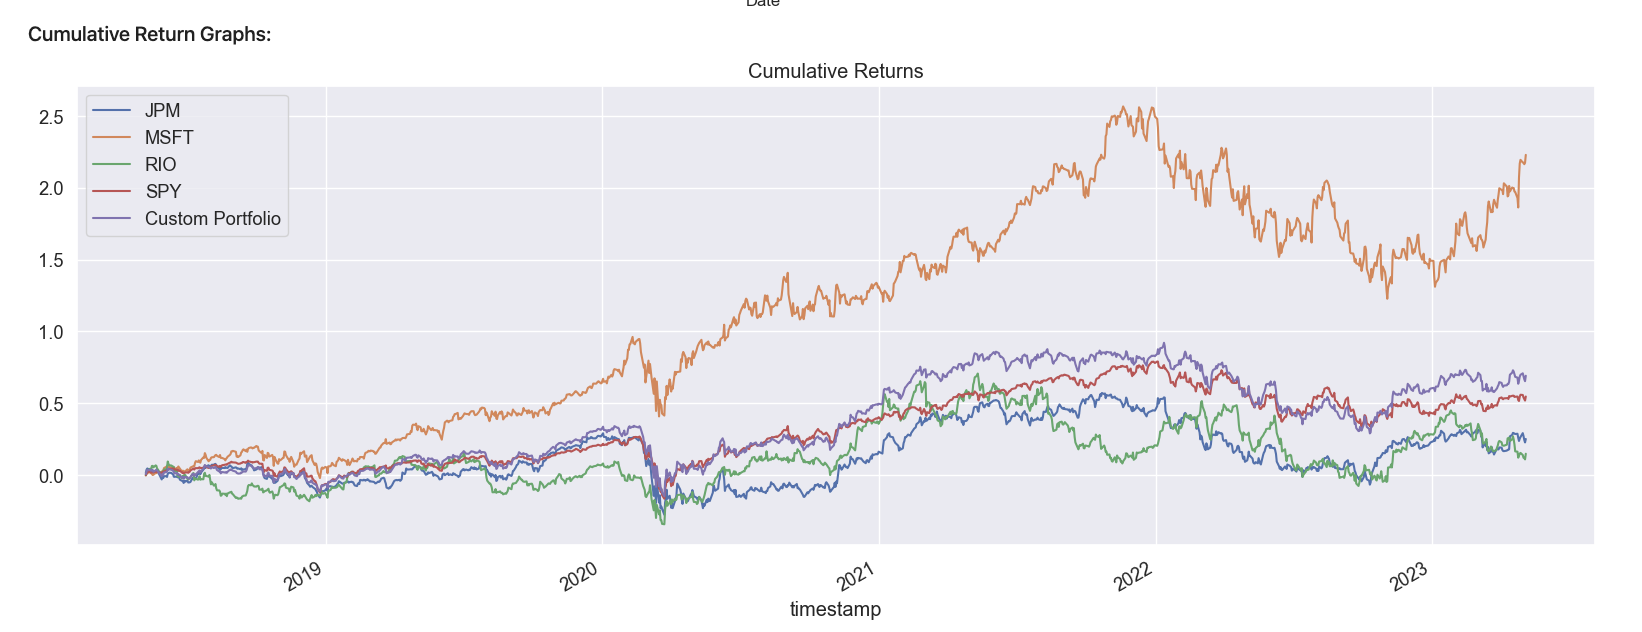 Date
Cumulative Return Graphs:
Cumulative Returns
JPM
MSFT
RIO
SPY
Custom Portfolio
2.5
2.0
1.5
1.0
0.5
0.0
2019
2020
2021
2022
2023
timestamp